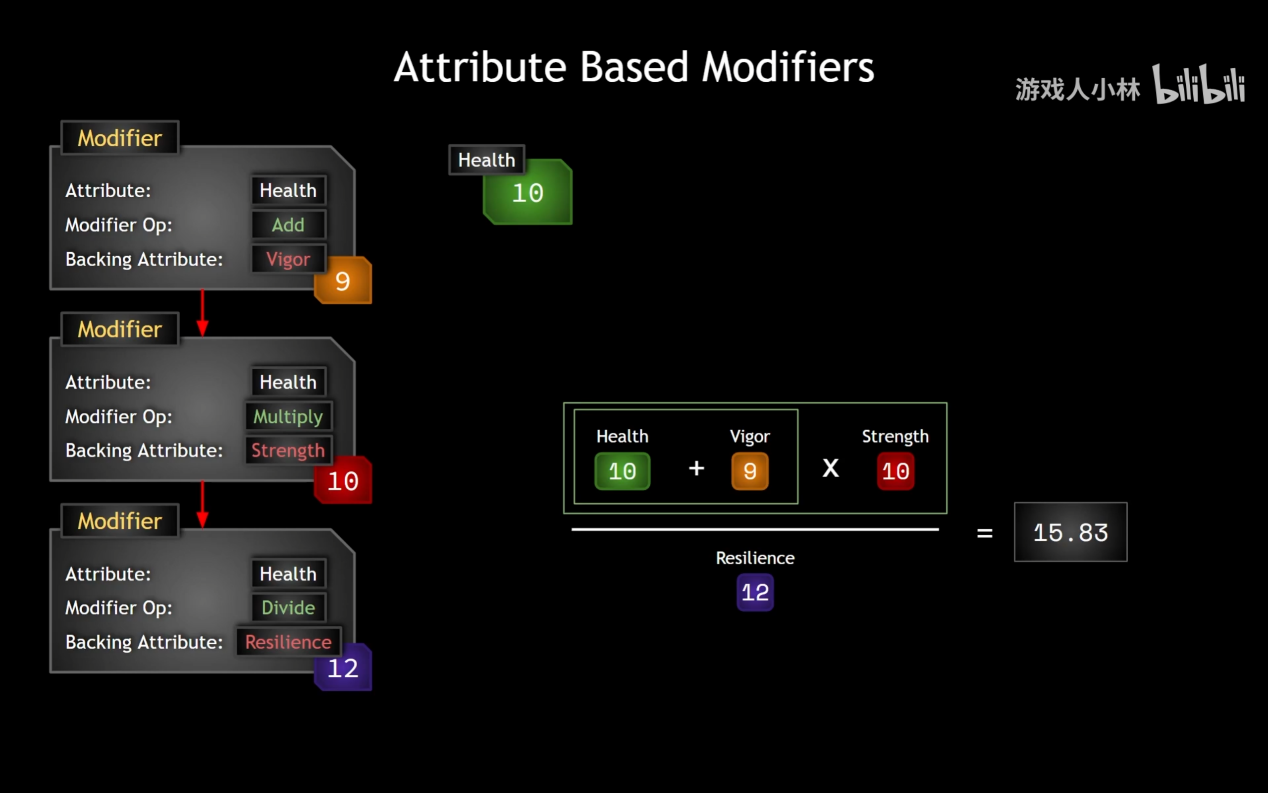 Attribute Based Modifiers
游戏人小林 bilibili
Modifier
Attribute: Health
Modifier Op: Add
Backing Attribute: Vigor
9
Modifier
Attribute: Health
Modifier Op: Multiply
Backing Attribute: Strength
10
Modifier
Attribute: Health
Modifier Op: Divide
Backing Attribute: Resilience
12
Health
10
Health Vigor Strength
10 + 9 X 10
= 15.83
Resilience
12